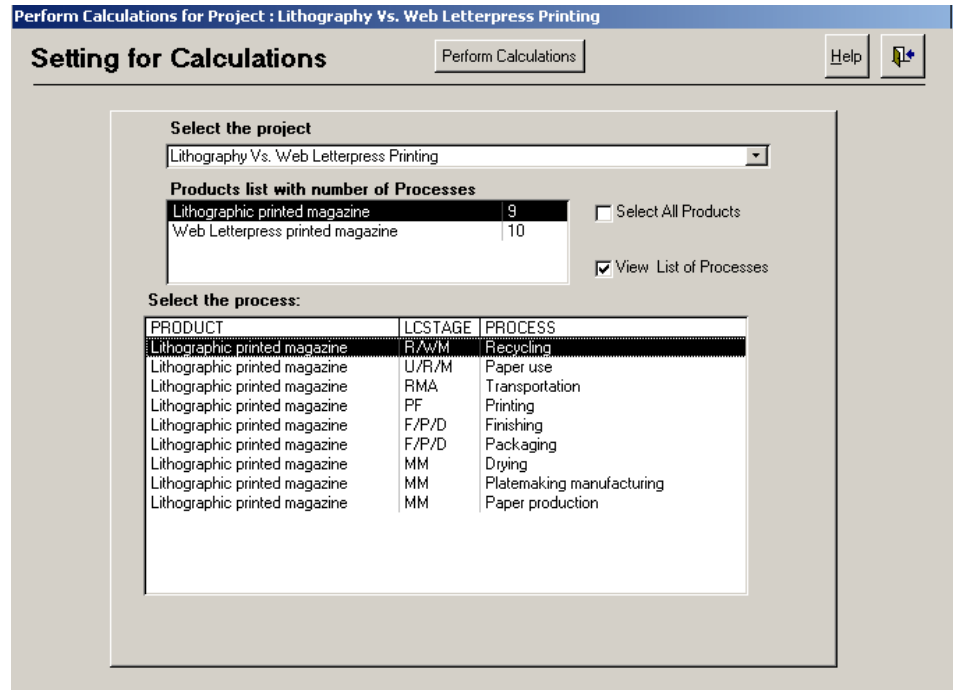 Perform Calculations for Project : Lithography Vs. Web Letterpress Printing
Setting for Calculations
Perform Calculations
Help
Select the project
Lithography Vs. Web Letterpress Printing
Products list with number of Processes
Lithographic printed magazine 9
Web Letterpress printed magazine 10
Select All Products
View List of Processes
Select the process:
PRODUCT LCSTAGE PROCESS
Lithographic printed magazine R/WM Recycling
Lithographic printed magazine U/R/M Paper use
Lithographic printed magazine RMA Transportation
Lithographic printed magazine PF Printing
Lithographic printed magazine F/P/D Finishing
Lithographic printed magazine F/P/D Packaging
Lithographic printed magazine MM Drying
Lithographic printed magazine MM Platemaking manufacturing
Lithographic printed magazine MM Paper production